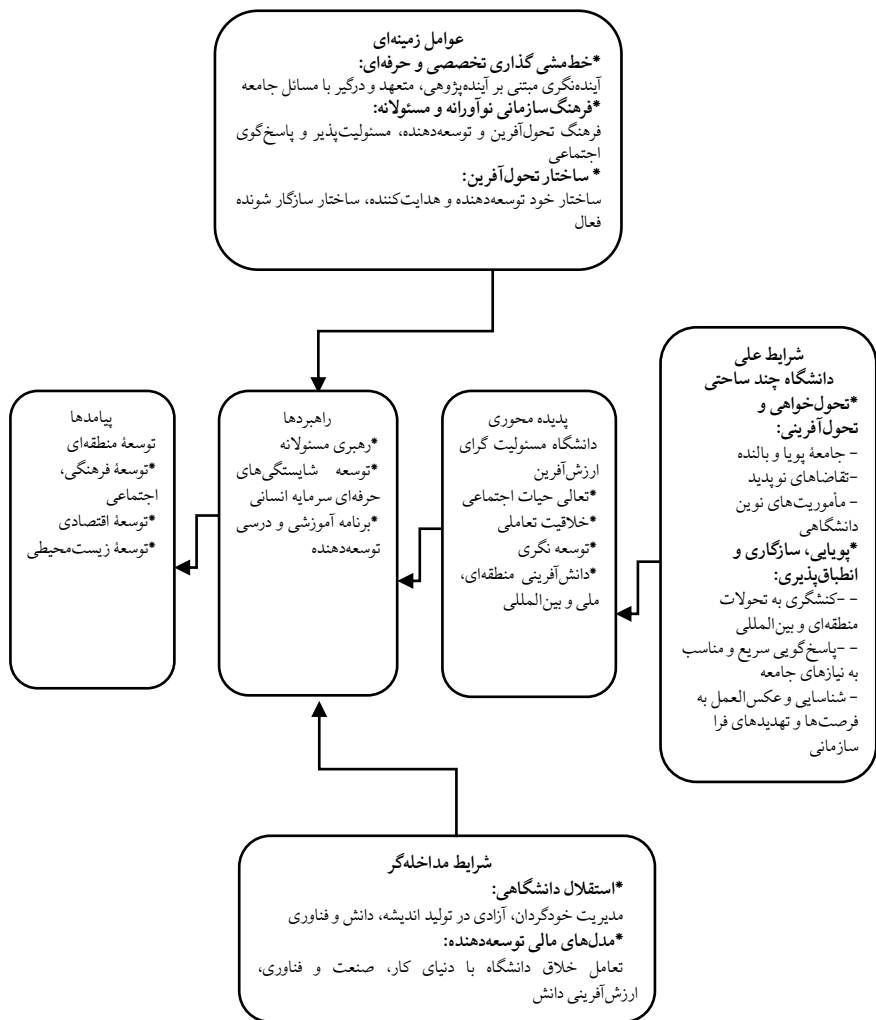 عوامل زمینه‌ای
*خط‌مشی گذاری تخصصی و حرفه‌ای:
آینده‌نگری مبتنی بر آینده‌پژوهی، متعهد و درگیر با مسائل جامعه
*فرهنگ‌سازمانی نوآورانه و مسئولانه:
فرهنگ تحول‌آفرین و توسعه‌دهنده، مسئولیت‌پذیر و پاسخ‌گوی
اجتماعی
* ساختار تحول‌آفرین:
ساختار خود توسعه‌دهنده و هدایت‌کننده، ساختار سازگار شونده
فعال
شرایط علی
دانشگاه چند ساحتی
*تحول‌خواهی و
تحول‌آفرینی:
- جامعهٔ پویا و بالنده
-تقاضاهای نوپدید
- مأموریت‌های نوین
دانشگاهی
*پویایی، سازگاری و
انطباق‌پذیری:
- -کنشگری به تحولات
منطقه‌ای و بین‌المللی
- -پاسخ‌گویی سریع و مناسب
به نیازهای جامعه
- شناسایی و عکس‌العمل به
فرصت‌ها و تهدیدهای فرا
سازمانی
پدیده محوری
دانشگاه مسئولیت گرای
ارزش‌آفرین
*تعالی حیات اجتماعی
*خلاقیت تعاملی
*توسعه نگری
*دانش‌آفرینی منطقه‌ای،
ملی و بین‌المللی
راهبردها
*رهبری مسئولانه
*توسعه شایستگی‌های
حرفه‌ای سرمایه انسانی
*برنامه آموزشی و درسی
توسعه‌دهنده
پیامدها
توسعهٔ منطقه‌ای
*توسعهٔ فرهنگی،
اجتماعی
*توسعهٔ اقتصادی
*توسعهٔ زیست‌محیطی
شرایط مداخله‌گر
*استقلال دانشگاهی:
مدیریت خودگردان، آزادی در تولید اندیشه، دانش و فناوری
*مدل‌های مالی توسعه‌دهنده:
تعامل خلاق دانشگاه با دنیای کار، صنعت و فناوری،
ارزش‌آفرینی دانش